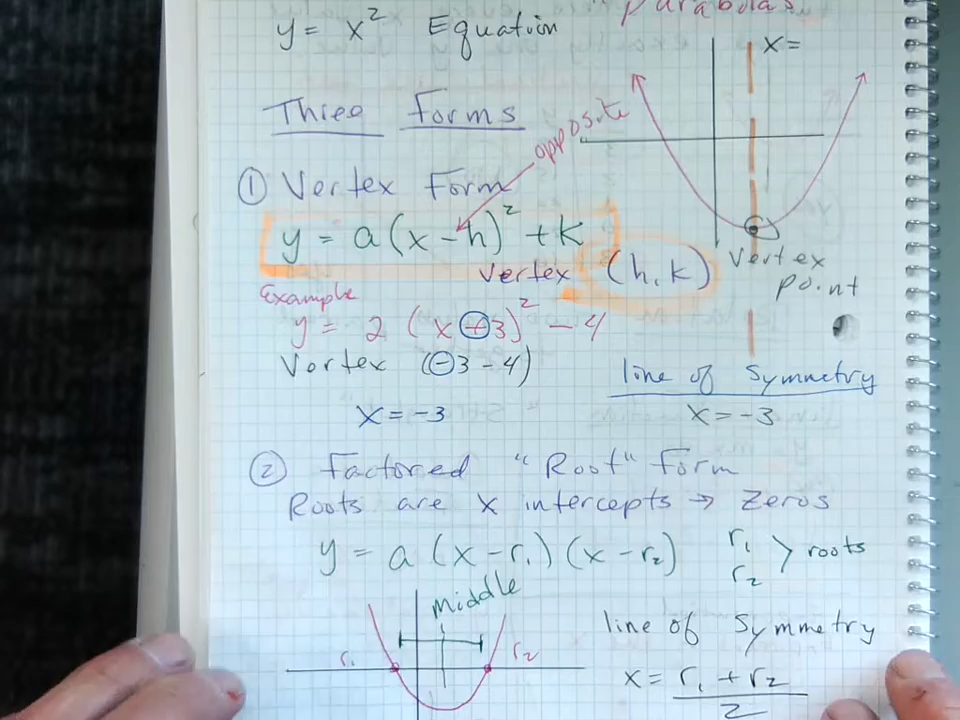 Parabolas
y = x² Equation
x =
Three Forms
opposite
① Vertex Form
y = a(x - h)² + k
Vertex (h, k)
Vertex
point
Example
y = 2 (x + 3)² - 4
Vertex (-3 - 4)
line of symmetry
x = -3
x = -3
② Factored "Root" Form
Roots are x intercepts → Zeros
y = a (x - r₁) (x - r₂)
r₁
r₂ > roots
middle
line of symmetry
r₁
r₂
x = r₁ + r₂
2